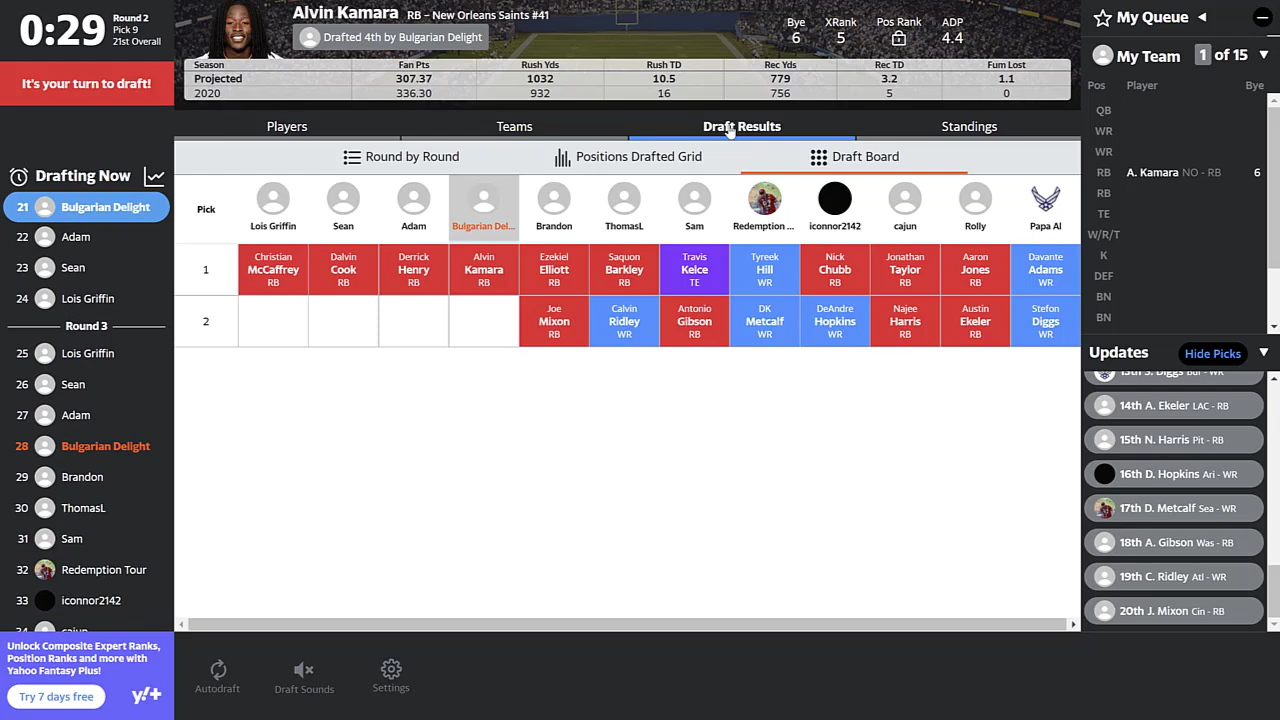 0:29
Round 2
Pick 9
21st Overall
It's your turn to draft!
Drafting Now
21 Bulgarian Delight
22 Adam
23 Sean
24 Lois Griffin
Round 3
25 Lois Griffin
26 Sean
27 Adam
28 Bulgarian Delight
29 Brandon
30 ThomasL
31 Sam
32 Redemption Tour
33 iconnor2142
34 cajun
Unlock Composite Expert Ranks,
Position Ranks and more with
Yahoo Fantasy Plus!
Try 7 days free
y!+
Alvin Kamara RB – New Orleans Saints #41
Drafted 4th by Bulgarian Delight
Bye XRank Pos Rank ADP
6 5 4.4
Season Fan Pts Rush Yds Rush TD Rec Yds Rec TD Fum Lost
Projected 307.37 1032 10.5 779 3.2 1.1
2020 336.30 932 16 756 5 0
Players Teams Draft Results Standings
Round by Round Positions Drafted Grid Draft Board
Pick Lois Griffin Sean Adam Bulgarian Del... Brandon ThomasL Sam Redemption ... iconnor2142 cajun Rolly Papa Al
Christian Dalvin Derrick Alvin Ezekiel Saquon Travis Tyreek Nick Jonathan Aaron Davante
1 McCaffrey Cook Henry Kamara Elliott Barkley Kelce Hill Chubb Taylor Jones Adams
RB RB RB RB RB RB TE WR RB RB RB WR
Joe Calvin Antonio DK DeAndre Najee Austin Stefon
2 Mixon Ridley Gibson Metcalf Hopkins Harris Ekeler Diggs
RB WR RB WR WR RB RB WR
Autodraft Draft Sounds Settings
My Queue
My Team 1 of 15
Pos Player Bye
QB
WR
WR
RB A. Kamara NO - RB 6
RB
TE
W/R/T
K
DEF
BN
BN
Updates Hide Picks
13th S. Diggs Buf - WR
14th A. Ekeler LAC - RB
15th N. Harris Pit - RB
16th D. Hopkins Ari - WR
17th D. Metcalf Sea - WR
18th A. Gibson Was - RB
19th C. Ridley Atl - WR
20th J. Mixon Cin - RB